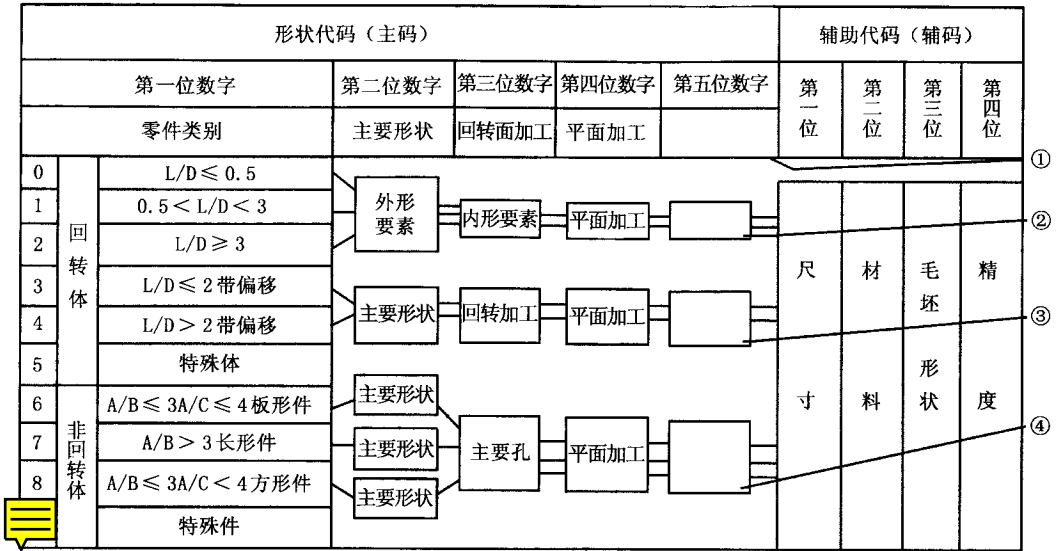 形状代码（主码）
辅助代码（辅码）
第一位数字
第二位数字
第三位数字
第四位数字
第五位数字
第一位
第二位
第三位
第四位
零件类别
主要形状
回转面加工
平面加工
①
0
L/D≤0.5
1
0.5＜L/D＜3
2
L/D≥3
回转体
外形
要素
内形要素
平面加工
②
3
L/D≤2带偏移
4
L/D＞2带偏移
主要形状
回转加工
平面加工
③
5
特殊体
6
A/B≤3A/C≤4板形件
主要形状
7
A/B＞3长形件
主要形状
主要孔
平面加工
④
8
A/B≤3A/C＜4方形件
主要形状
非回转体
特殊件
尺寸
材料
毛坯形状
精度